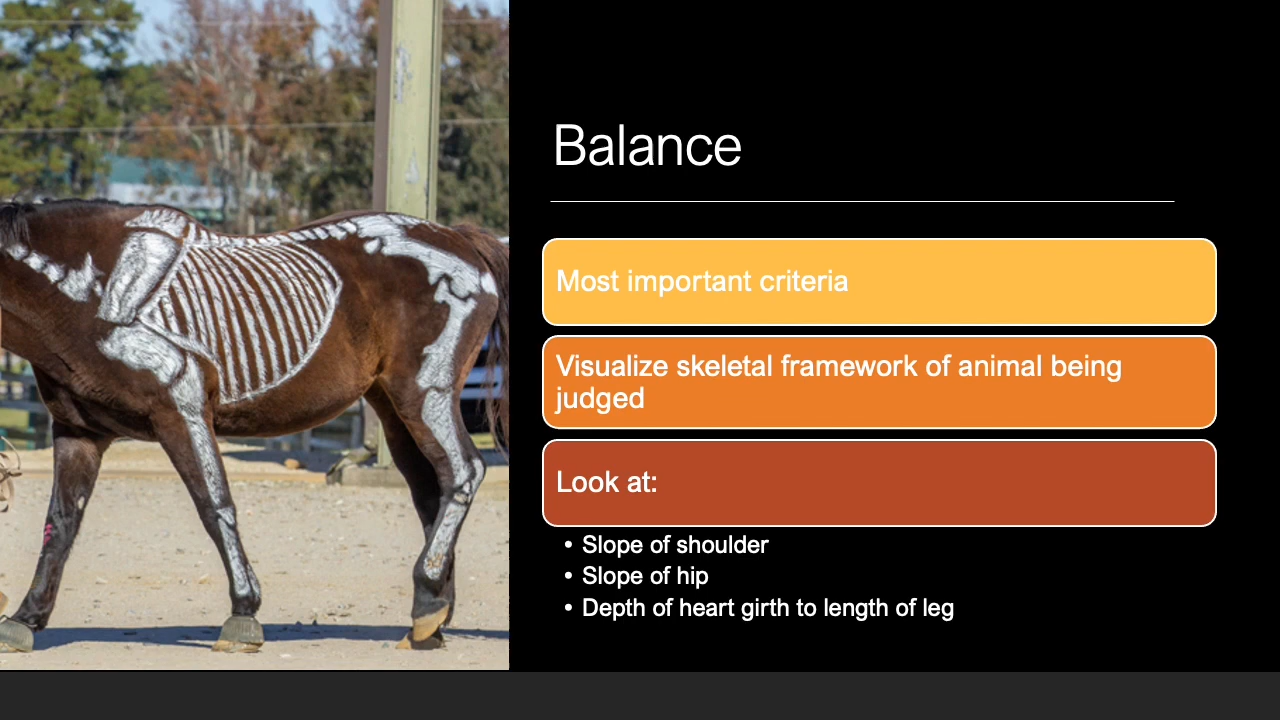 Balance
Most important criteria
Visualize skeletal framework of animal being
judged
Look at:
• Slope of shoulder
• Slope of hip
• Depth of heart girth to length of leg